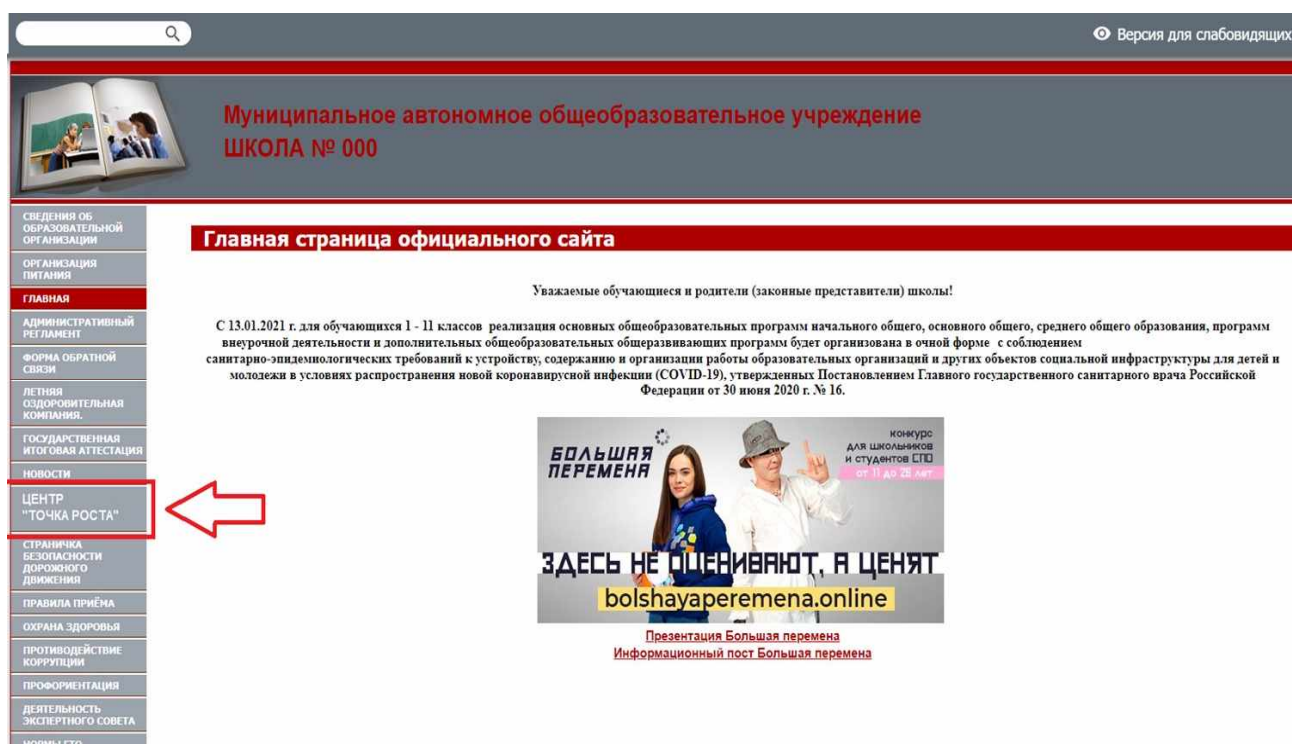 Версия для слабовидящих
Муниципальное автономное общеобразовательное учреждение
ШКОЛА № 000
СВЕДЕНИЯ ОБ
ОБРАЗОВАТЕЛЬНОЙ
ОРГАНИЗАЦИИ
ОРГАНИЗАЦИЯ
ПИТАНИЯ
ГЛАВНАЯ
АДМИНИСТРАТИВНЫЙ
РЕГЛАМЕНТ
ФОРМА ОБРАТНОЙ
СВЯЗИ
ЛЕТНЯЯ
ОЗДОРОВИТЕЛЬНАЯ
КОМПАНИЯ.
ГОСУДАРСТВЕННАЯ
ИТОГОВАЯ АТТЕСТАЦИЯ
НОВОСТИ
ЦЕНТР
"ТОЧКА РОСТА"
СТРАНИЧКА
БЕЗОПАСНОСТИ
ДОРОЖНОГО
ДВИЖЕНИЯ
ПРАВИЛА ПРИЁМА
ОХРАНА ЗДОРОВЬЯ
ПРОТИВОДЕЙСТВИЕ
КОРРУПЦИИ
ПРОФОРИЕНТАЦИЯ
ДЕЯТЕЛЬНОСТЬ
ЭКСПЕРТНОГО СОВЕТА
НОРМЫ ГТО
Главная страница официального сайта
Уважаемые обучающиеся и родители (законные представители) школы!
С 13.01.2021 г. для обучающихся 1 - 11 классов реализация основных общеобразовательных программ начального общего, основного общего, среднего общего образования, программ
внеурочной деятельности и дополнительных общеобразовательных общеразвивающих программ будет организована в очной форме с соблюдением
санитарно-эпидемиологических требований к устройству, содержанию и организации работы образовательных организаций и других объектов социальной инфраструктуры для детей и
молодежи в условиях распространения новой коронавирусной инфекции (COVID-19), утвержденных Постановлением Главного государственного санитарного врача Российской
Федерации от 30 июня 2020 г. № 16.
БОЛЬШАЯ
ПЕРЕМЕНА
конкурс
для школьников
и студентов СПО
от 11 до 25 лет
ЗДЕСЬ НЕ ОЦЕНИВАЮТ, А ЦЕНЯТ
bolshayaperemena.online
Презентация Большая перемена
Информационный пост Большая перемена